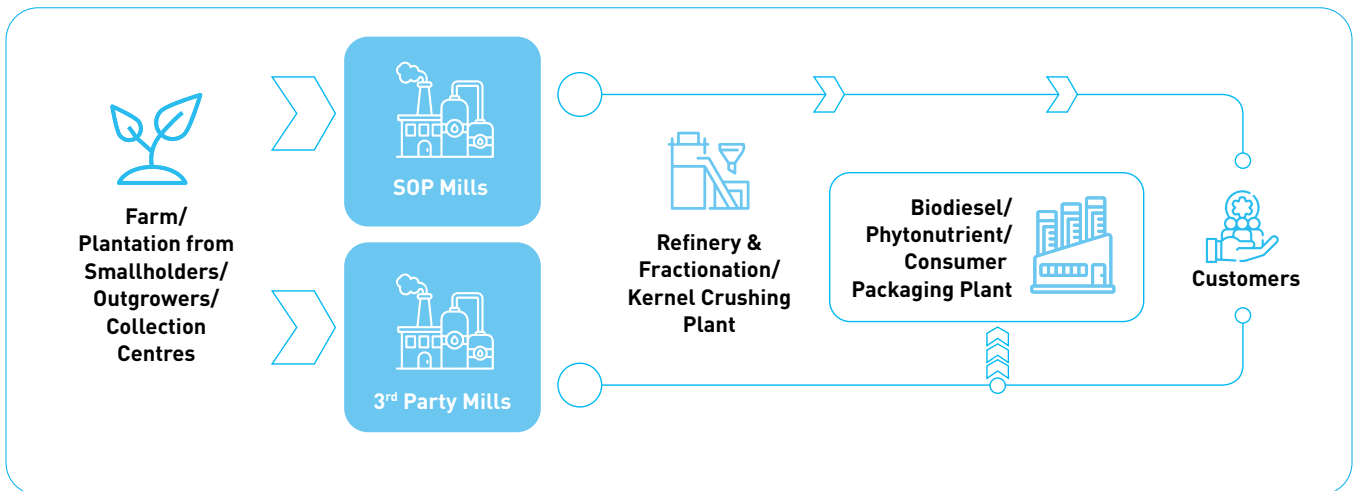 Farm/
Plantation from
Smallholders/
Outgrowers/
Collection
Centres
SOP Mills
3rd Party Mills
Refinery &
Fractionation/
Kernel Crushing
Plant
Biodiesel/
Phytonutrient/
Consumer
Packaging Plant
Customers